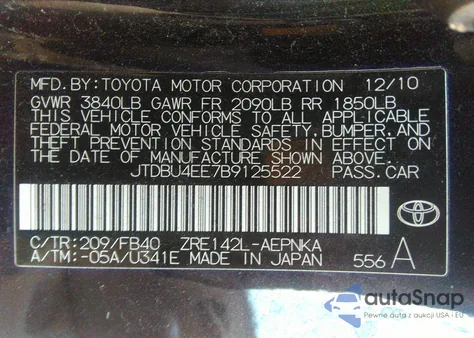 MFD.BY:TOYOTA MOTOR CORPORATION 12/10
GVWR 3840LB GAWR FR 2090LB RR 1850LB
THIS VEHICLE CONFORMS TO ALL APPLICABLE
FEDERAL MOTOR VEHICLE SAFETY,BUMPER,AND
THEFT PREVENTION STANDARDS IN EFFECT ON
THE DATE OF MANUFACTURE SHOWN ABOVE.
JTDBU4EE7B9125522 PASS.CAR
TOYOTA
C/TR:209/FB40 ZRE142L-AEPNKA
A/TM:-05A/U341E MADE IN JAPAN 556 A
autoSnap
Pewne auta z aukcji USA i EU